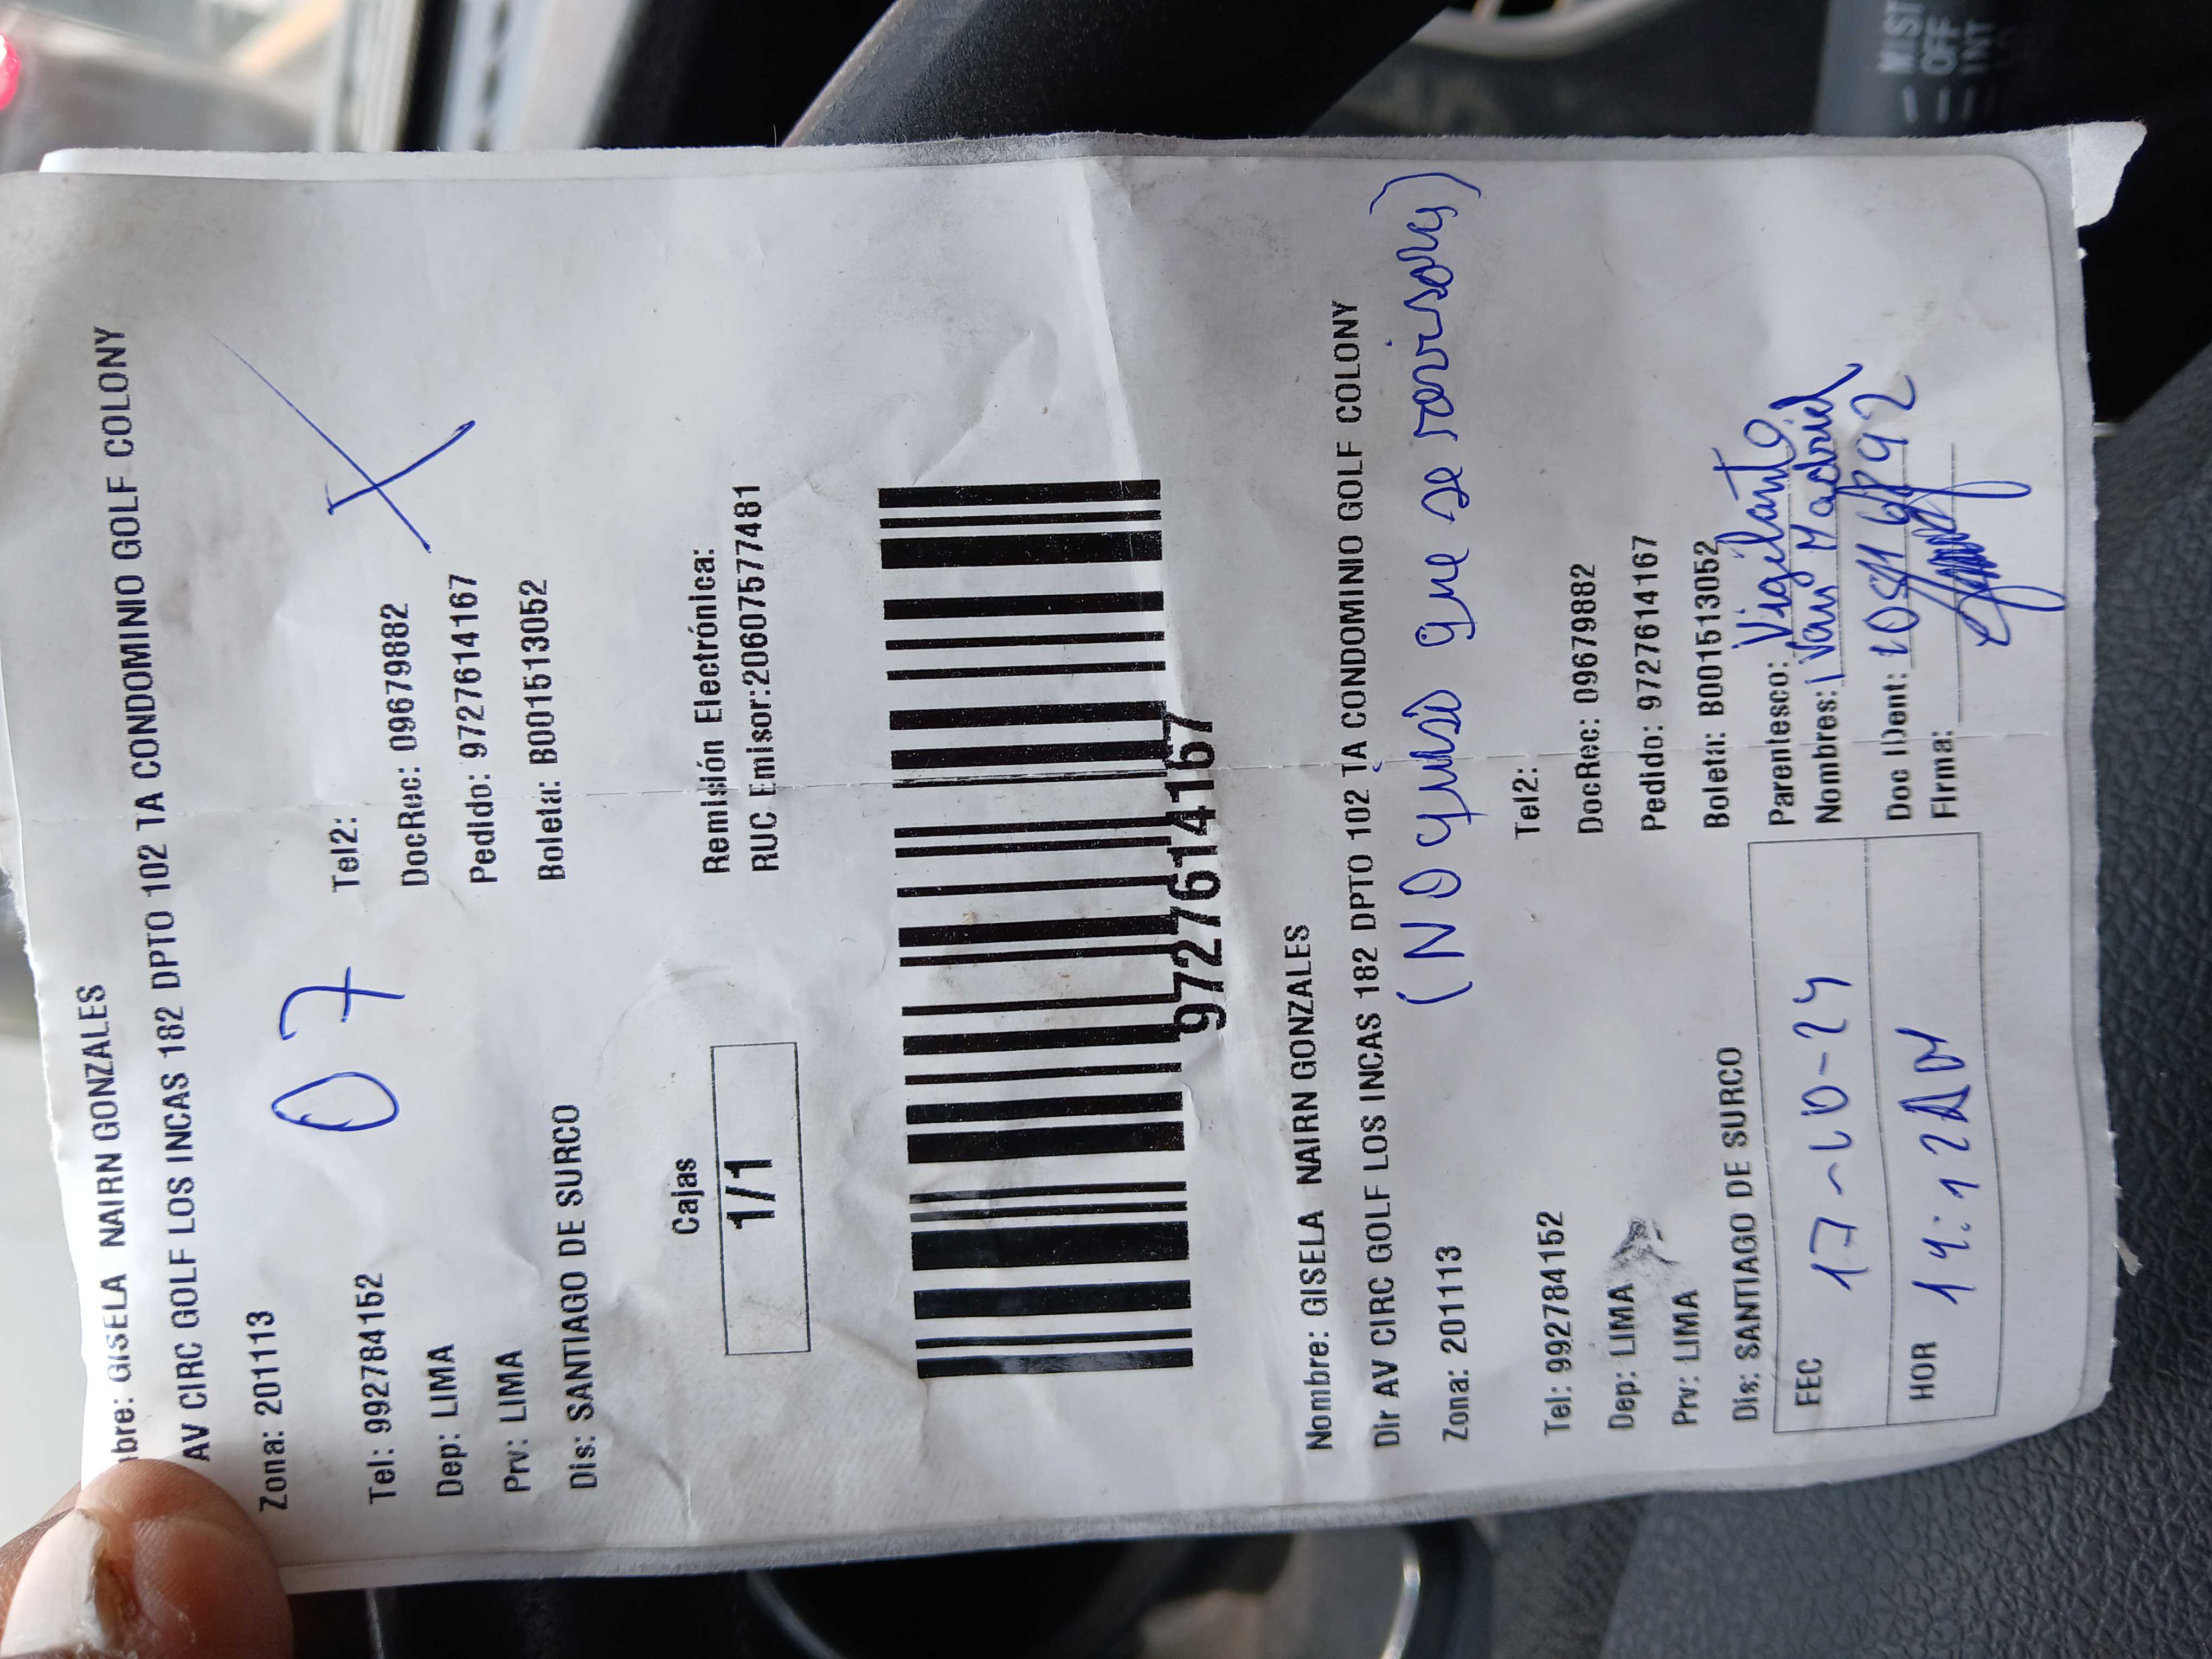 bre: GISELA NAIRN GONZALES
AV CIRC GOLF LOS INCAS 182 DPTO 102 TA CONDOMINIO GOLF COLONY
Zona: 201113
07
X
Tel: 992784152
Tel2:
Dep: LIMA
DocRec: 09679882
Prv: LIMA
Pedido: 9727614167
Dis: SANTIAGO DE SURCO
Boleta: B001513052
Cajas
1/1
Remisión Electrónica:
RUC Emisor:20607577481
9727614167
Nombre: GISELA NAIRN GONZALES
Dir AV CIRC GOLF LOS INCAS 182 DPTO 102 TA CONDOMINIO GOLF COLONY
(NO quiso que se
Zona: 201113
Tel: 992784152
Tel2:
Dep: LIMA
DocRec: 09679882
Prv: LIMA
Pedido: 9727614167
Dis: SANTIAGO DE SURCO
Boleta: B001513052
FEC 17-10-24
Parentesco: Vigilante
Nombres: Ivan Madrid
HOR
Doc IDent:
Firma:
MIST
OFF
INT